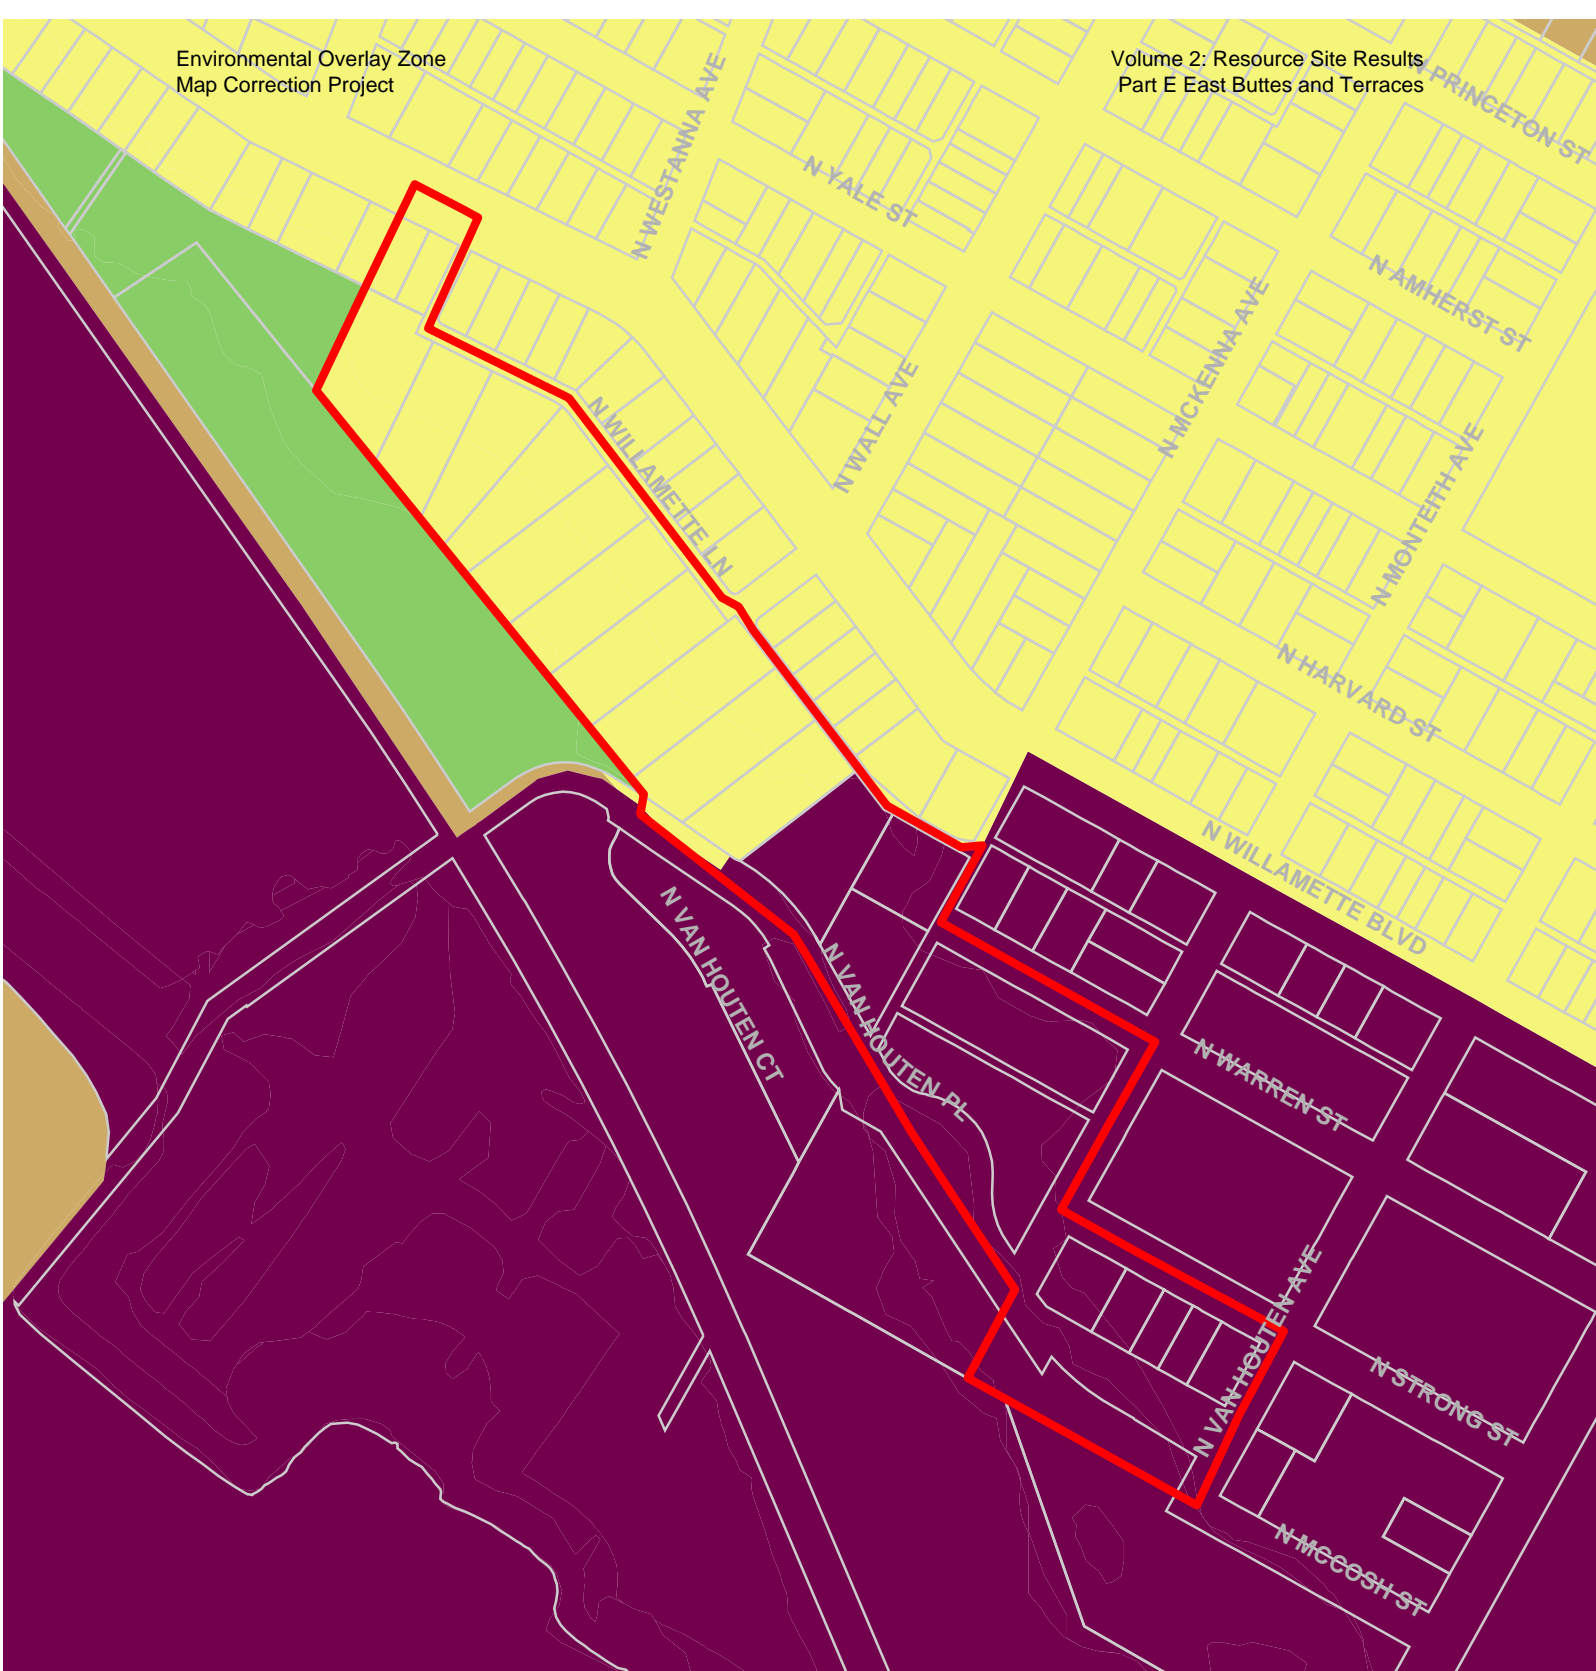 Environmental Overlay Zone
Map Correction Project
Volume 2: Resource Site Results
Part E East Buttes and Terraces
N PRINCETON ST
N WESTANNA AVE
N YALE ST
N AMHERST ST
N MCKENNA AVE
N WALL AVE
N WILLAMETTE LN
N MONTEITH AVE
N HARVARD ST
N WILLAMETTE BLVD
N VAN HOUTEN CT
N VAN HOUTEN PL
N WARREN ST
N VAN HOUTEN AVE
N STRONG ST
N MCCOSH ST